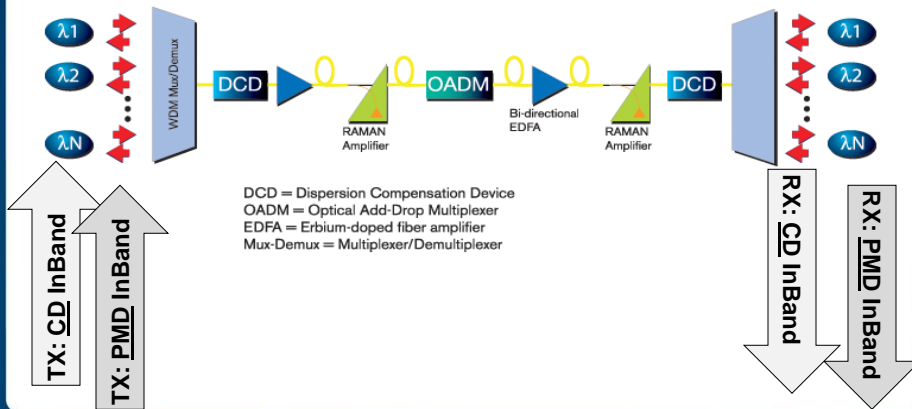 λ1
λ2
λN
WDM Mux/Demux
DCD
RAMAN
Amplifier
OADM
Bi-directional
EDFA
RAMAN
Amplifier
DCD
λ1
λ2
λN
DCD = Dispersion Compensation Device
OADM = Optical Add-Drop Multiplexer
EDFA = Erbium-doped fiber amplifier
Mux-Demux = Multiplexer/Demultiplexer
TX: CD InBand
TX: PMD InBand
RX: CD InBand
RX: PMD InBand